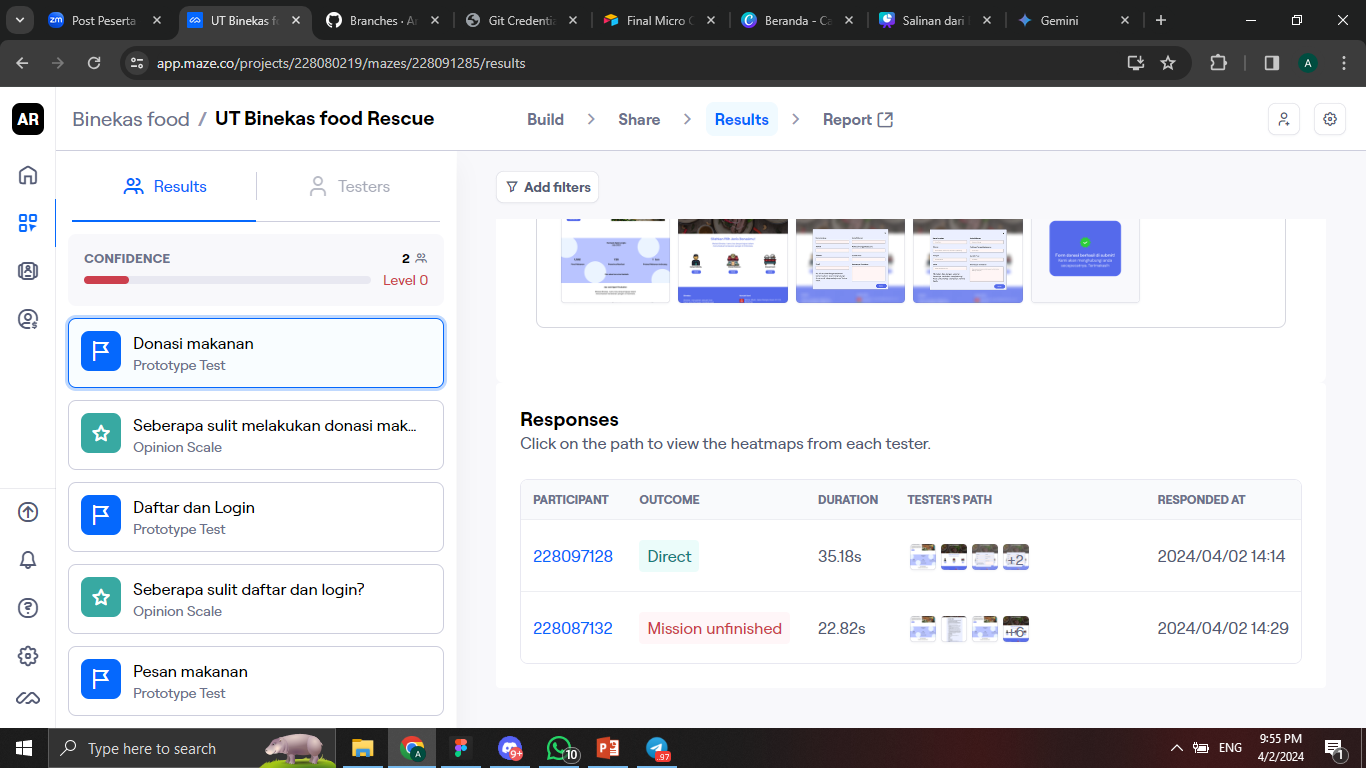 Post Peserta
UT Binekas f
Branches · A
Git Credentia
Final Micro
Beranda - Ca
Salinan dari
Gemini
app.maze.co/projects/228080219/mazes/228091285/results
A
AR
Binekas food / UT Binekas food Rescue
Build
Share
Results
Report
Results
Testers
CONFIDENCE
2
Level 0
Donasi makanan
Prototype Test
Seberapa sulit melakukan donasi mak...
Opinion Scale
Daftar dan Login
Prototype Test
Seberapa sulit daftar dan login?
Opinion Scale
Pesan makanan
Prototype Test
Add filters
Responses
Click on the path to view the heatmaps from each tester.
PARTICIPANT OUTCOME DURATION TESTER'S PATH RESPONDED AT
228097128 Direct 35.18s +2 2024/04/02 14:14
228087132 Mission unfinished 22.82s +6 2024/04/02 14:29
Type here to search
A
9+
10
97
ENG
9:55 PM
4/2/2024
1